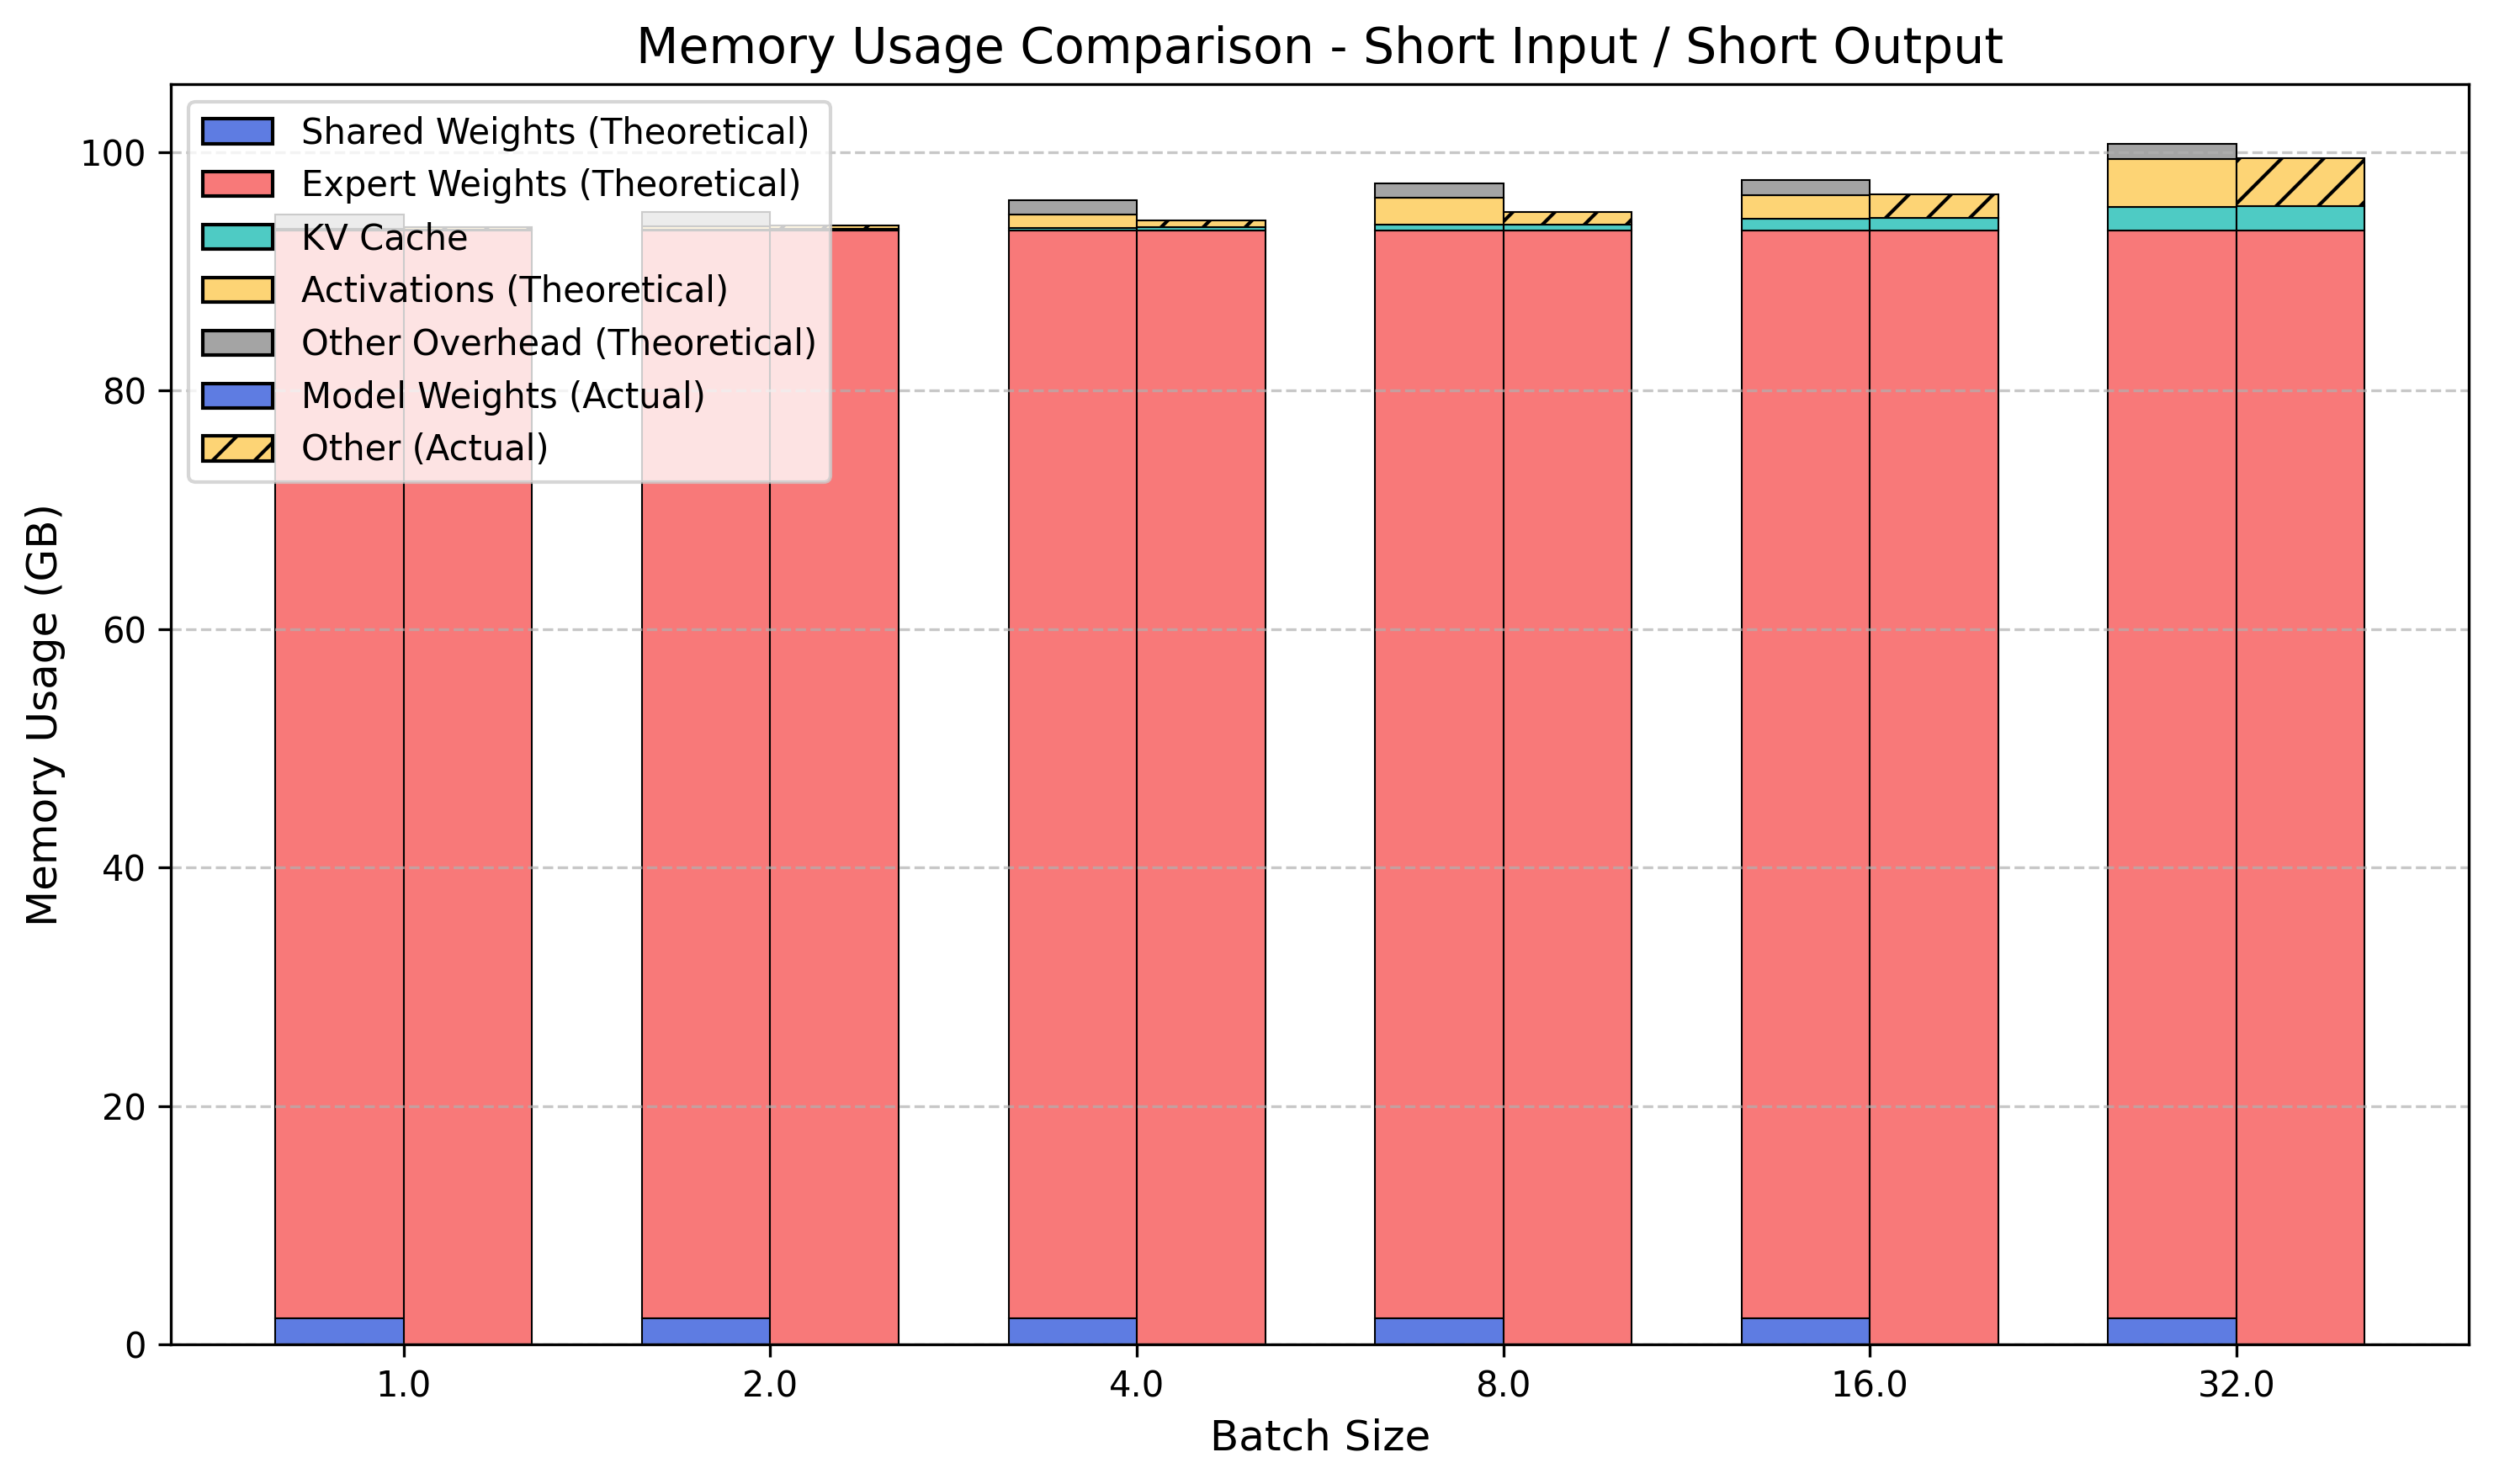 Memory Usage Comparison - Short Input / Short Output
Shared Weights (Theoretical)
Expert Weights (Theoretical)
KV Cache
Activations (Theoretical)
Other Overhead (Theoretical)
Model Weights (Actual)
Other (Actual)
Memory Usage (GB)
100
80
60
40
20
0
1.0 2.0 4.0 8.0 16.0 32.0
Batch Size